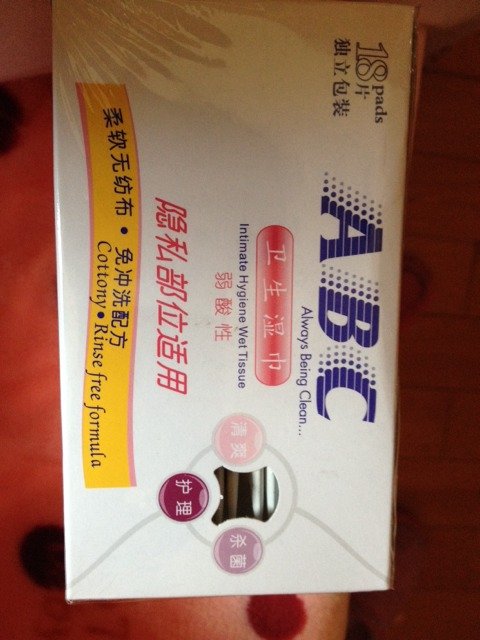 18 pads
片
独立包装
ABC
Always Being Clean...
卫生湿巾
Intimate Hygiene Wet Tissue
弱酸性
隐私部位适用
柔软无纺布 • 免冲洗配方
Cottony • Rinse free formula
清爽
护理
杀菌